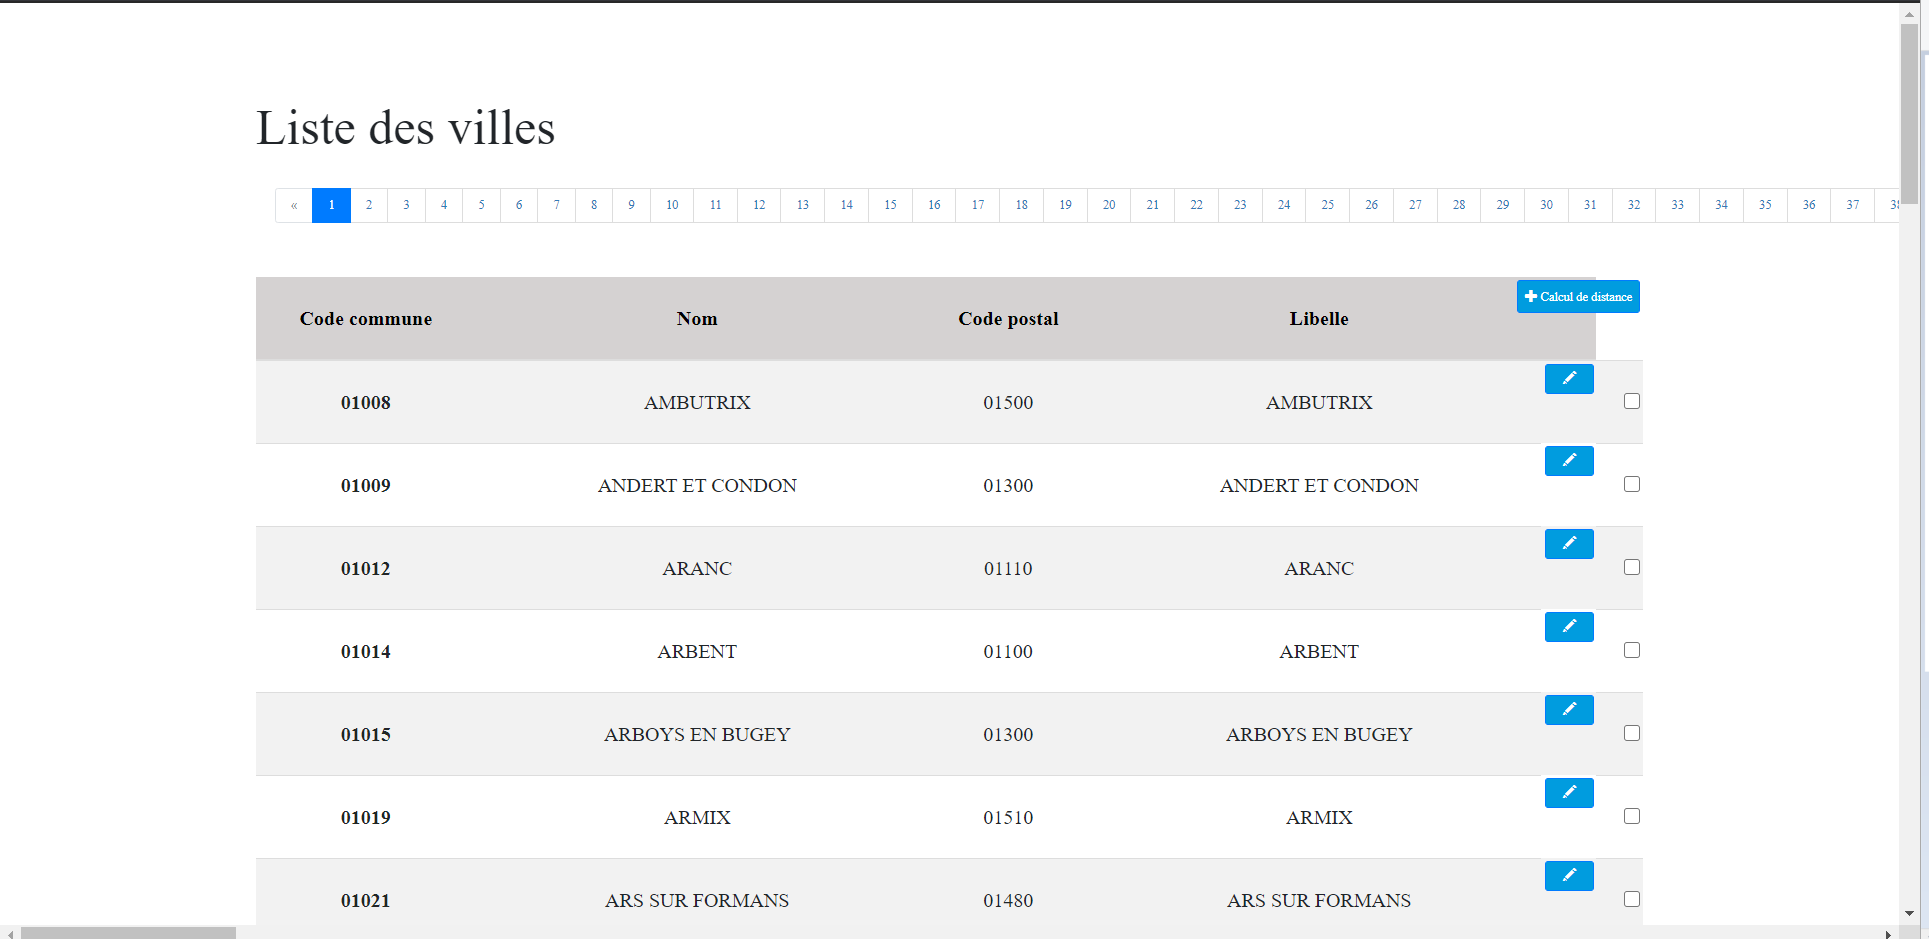 Liste des villes
« 1 2 3 4 5 6 7 8 9 10 11 12 13 14 15 16 17 18 19 20 21 22 23 24 25 26 27 28 29 30 31 32 33 34 35 36 37
Calcul de distance
Code commune Nom Code postal Libelle
01008 AMBUTRIX 01500 AMBUTRIX
01009 ANDERT ET CONDON 01300 ANDERT ET CONDON
01012 ARANC 01110 ARANC
01014 ARBENT 01100 ARBENT
01015 ARBOYS EN BUGEY 01300 ARBOYS EN BUGEY
01019 ARMIX 01510 ARMIX
01021 ARS SUR FORMANS 01480 ARS SUR FORMANS